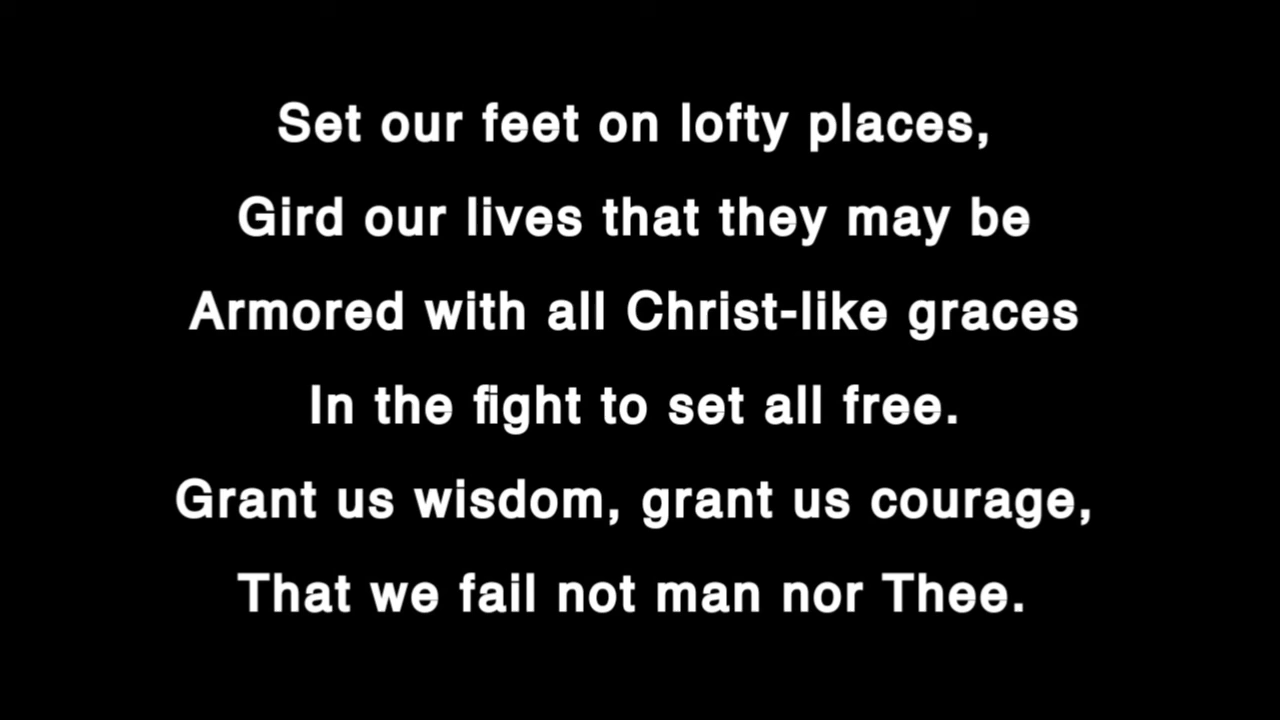 Set our feet on lofty places,
Gird our lives that they may be
Armored with all Christ-like graces
In the fight to set all free.
Grant us wisdom, grant us courage,
That we fail not man nor Thee.